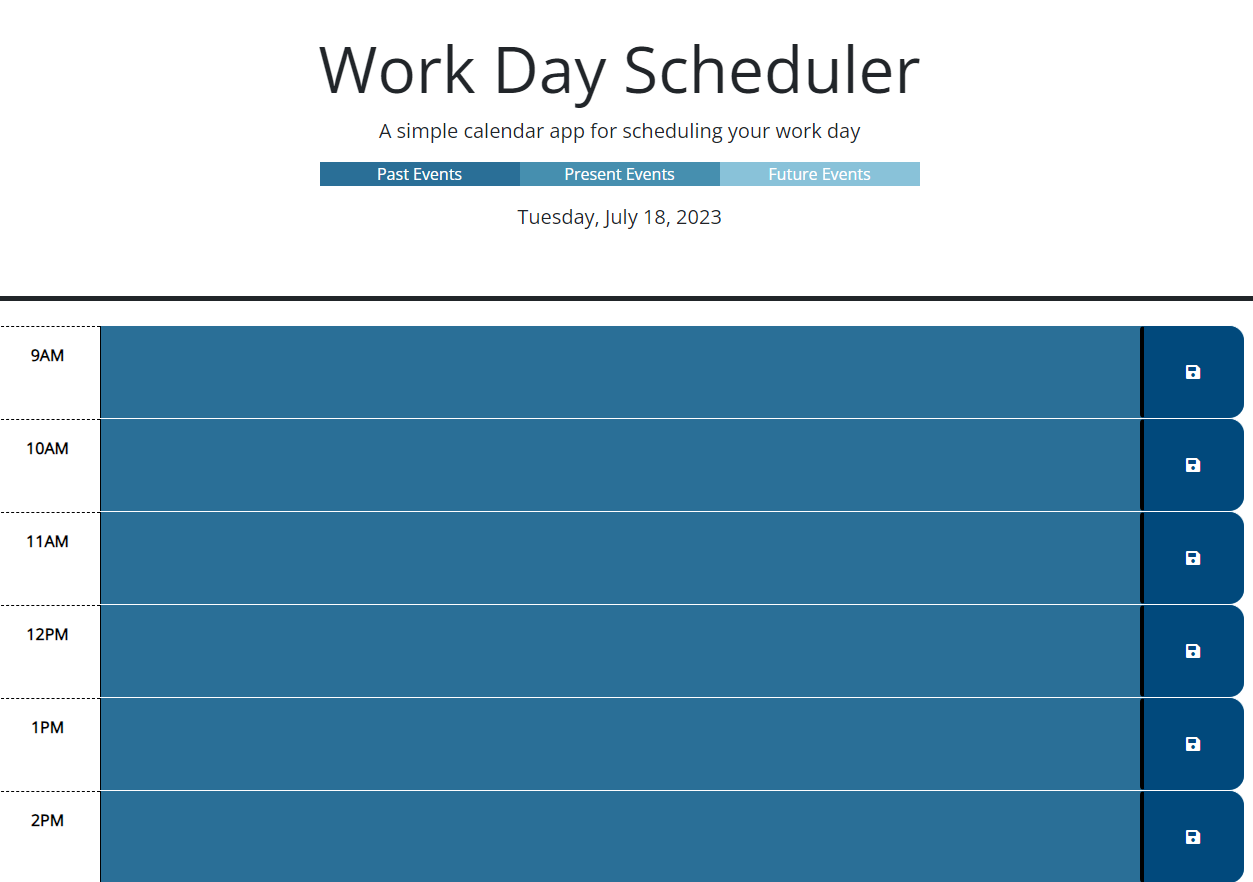 Work Day Scheduler
A simple calendar app for scheduling your work day
Past Events Present Events Future Events
Tuesday, July 18, 2023
9AM
10AM
11AM
12PM
1PM
2PM